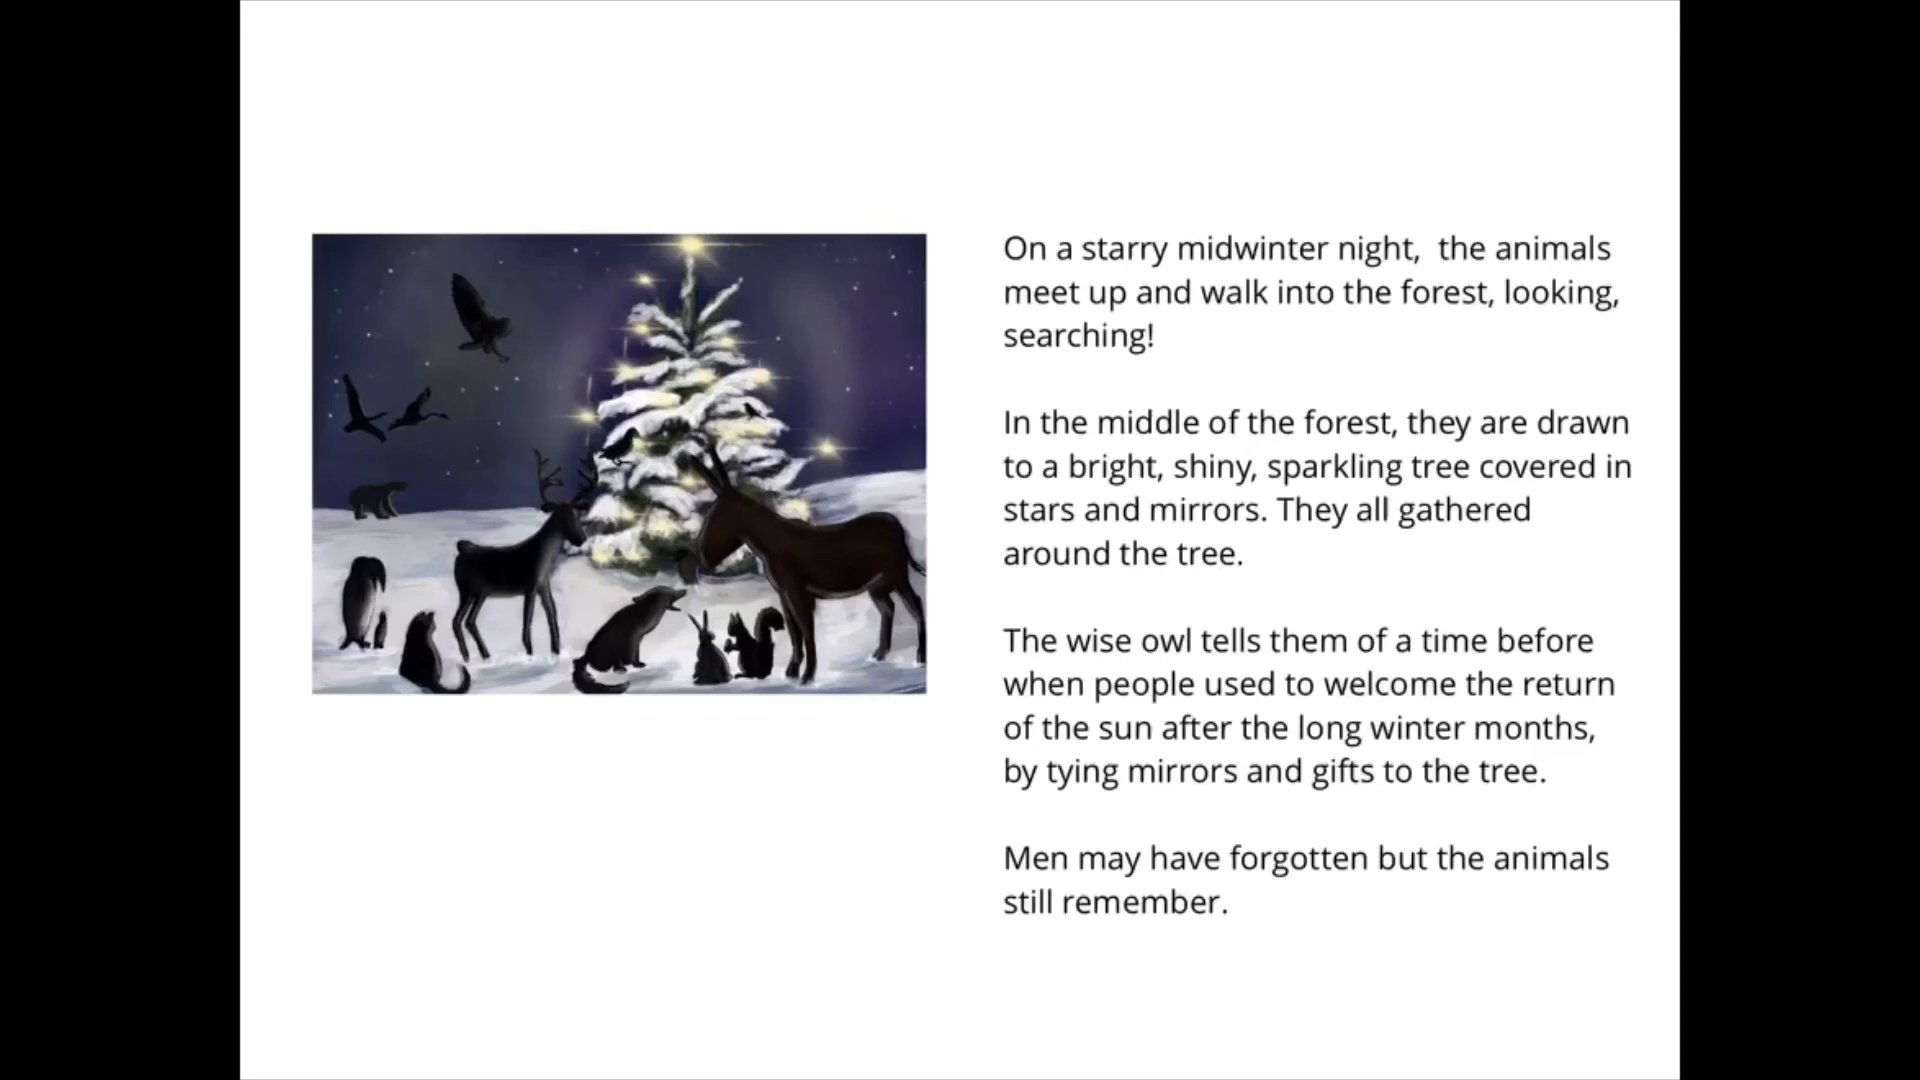 On a starry midwinter night,  the animals
meet up and walk into the forest, looking,
searching!
In the middle of the forest, they are drawn
to a bright, shiny, sparkling tree covered in
stars and mirrors. They all gathered
around the tree.
The wise owl tells them of a time before
when people used to welcome the return
of the sun after the long winter months,
by tying mirrors and gifts to the tree.
Men may have forgotten but the animals
still remember.